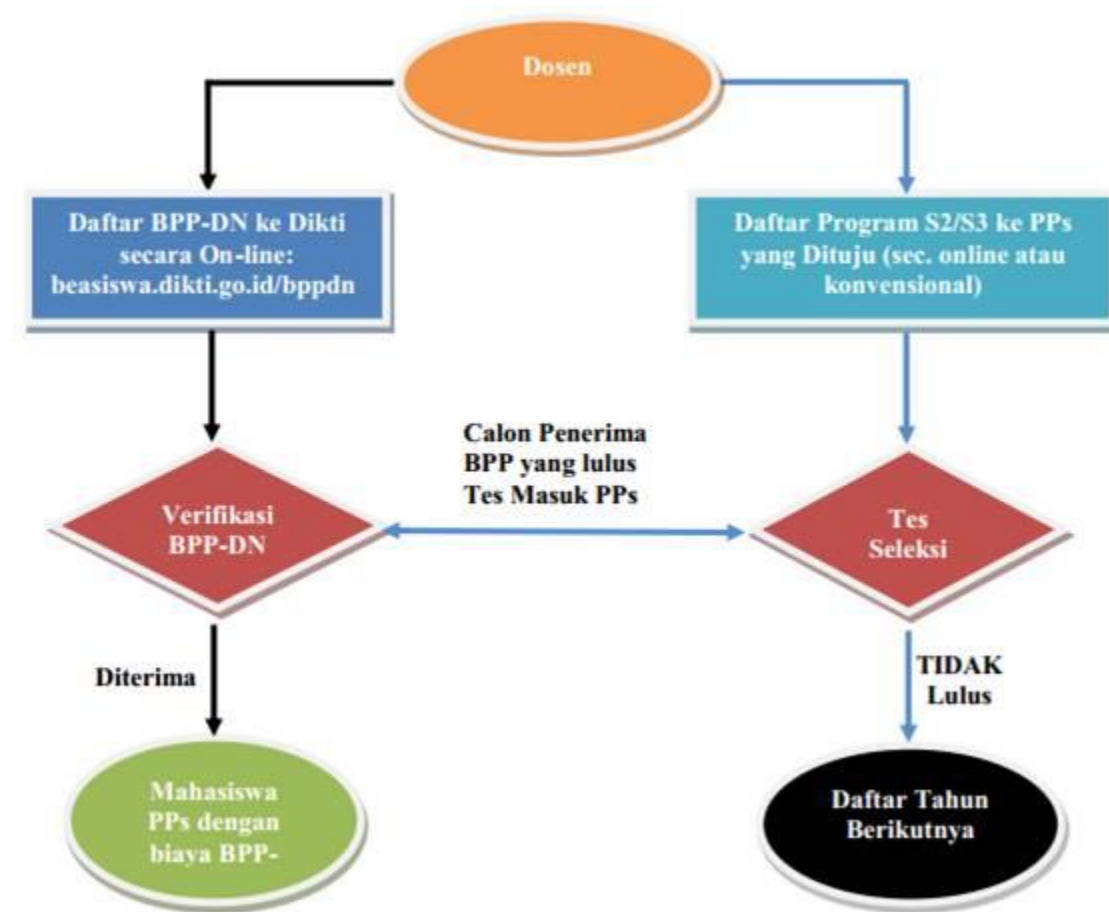 Dosen
Daftar BPP-DN ke Dikti
secara On-line:
beasiswa.dikti.go.id/bppdn
Daftar Program S2/S3 ke PPs
yang Dituju (sec. online atau
konvensional)
Calon Penerima
BPP yang lulus
Tes Masuk PPs
Verifikasi
BPP-DN
Tes
Seleksi
Diterima
TIDAK
Lulus
Mahasiswa
PPs dengan
biaya BPP-
Daftar Tahun
Berikutnya